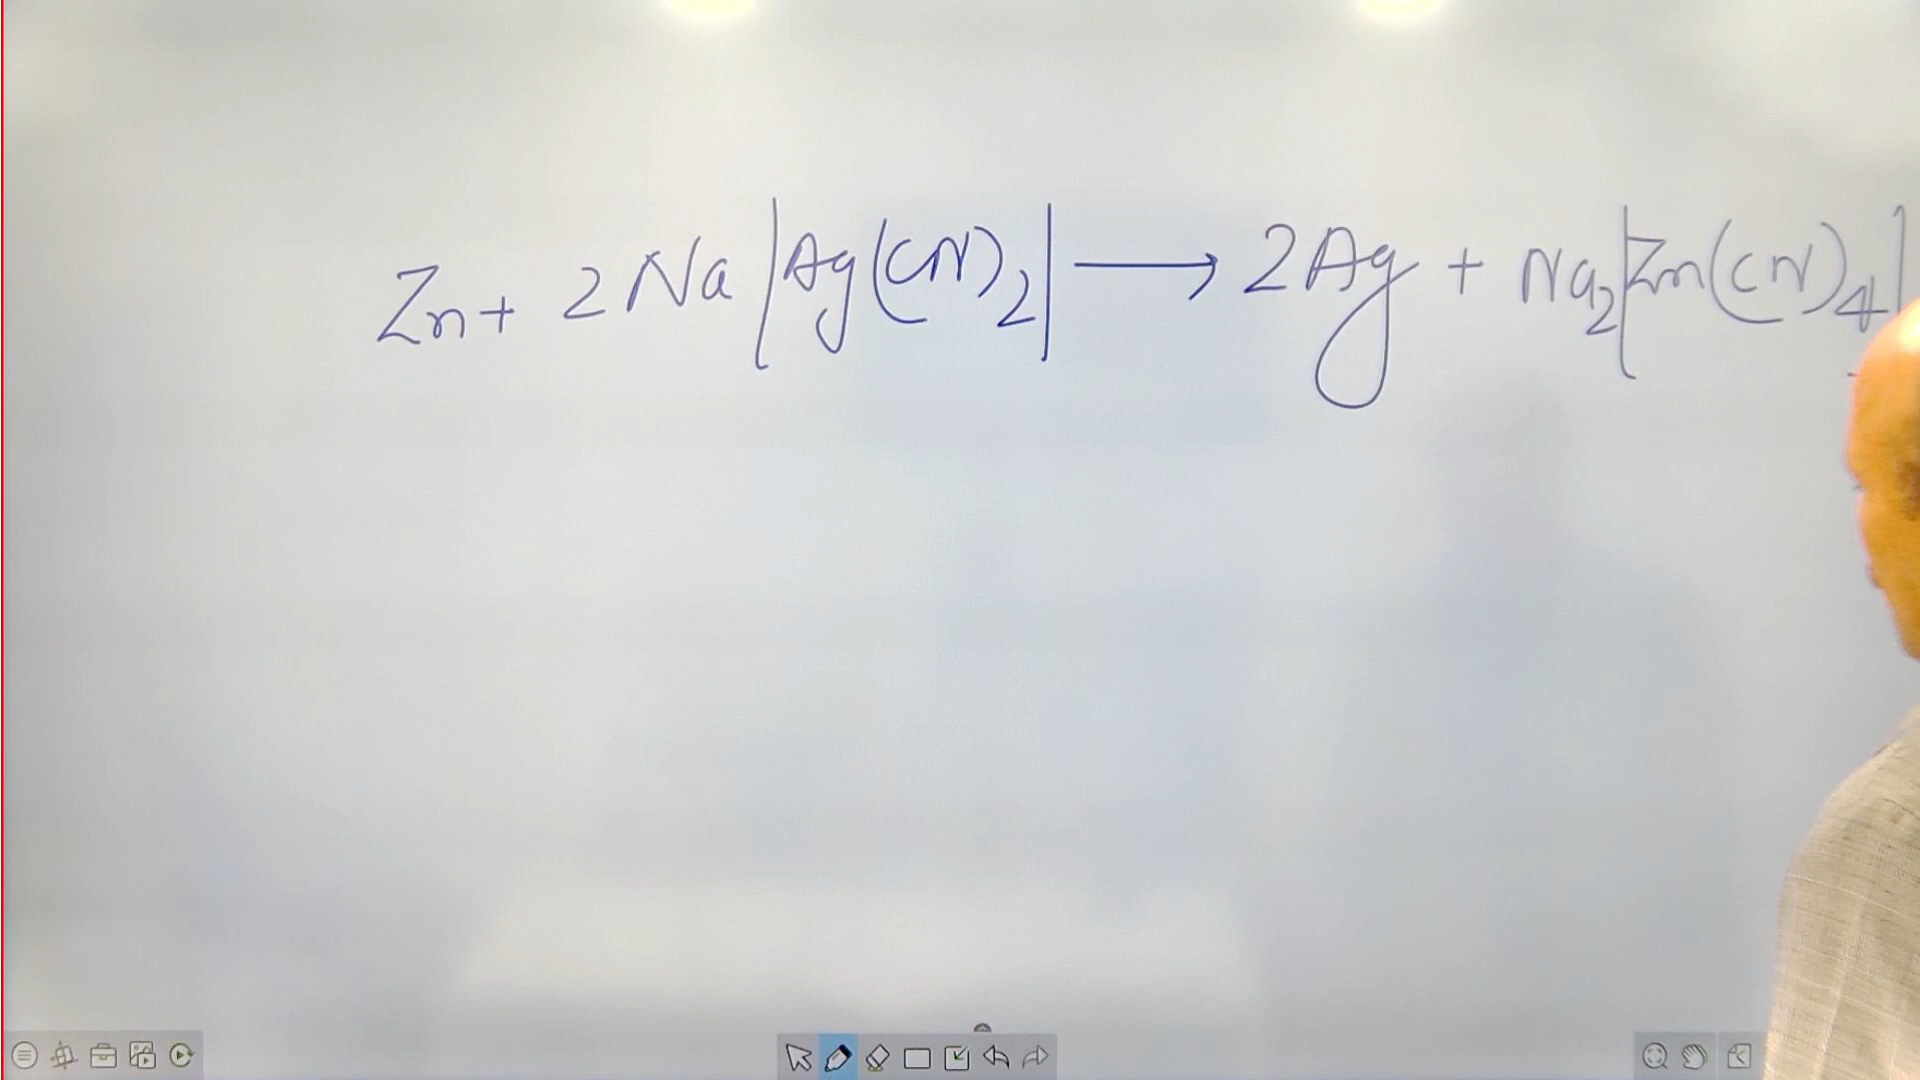 Zn + 2Na|Ag(CN)₂| ⟶ 2Ag + Na₂|Zn(CN)₄|